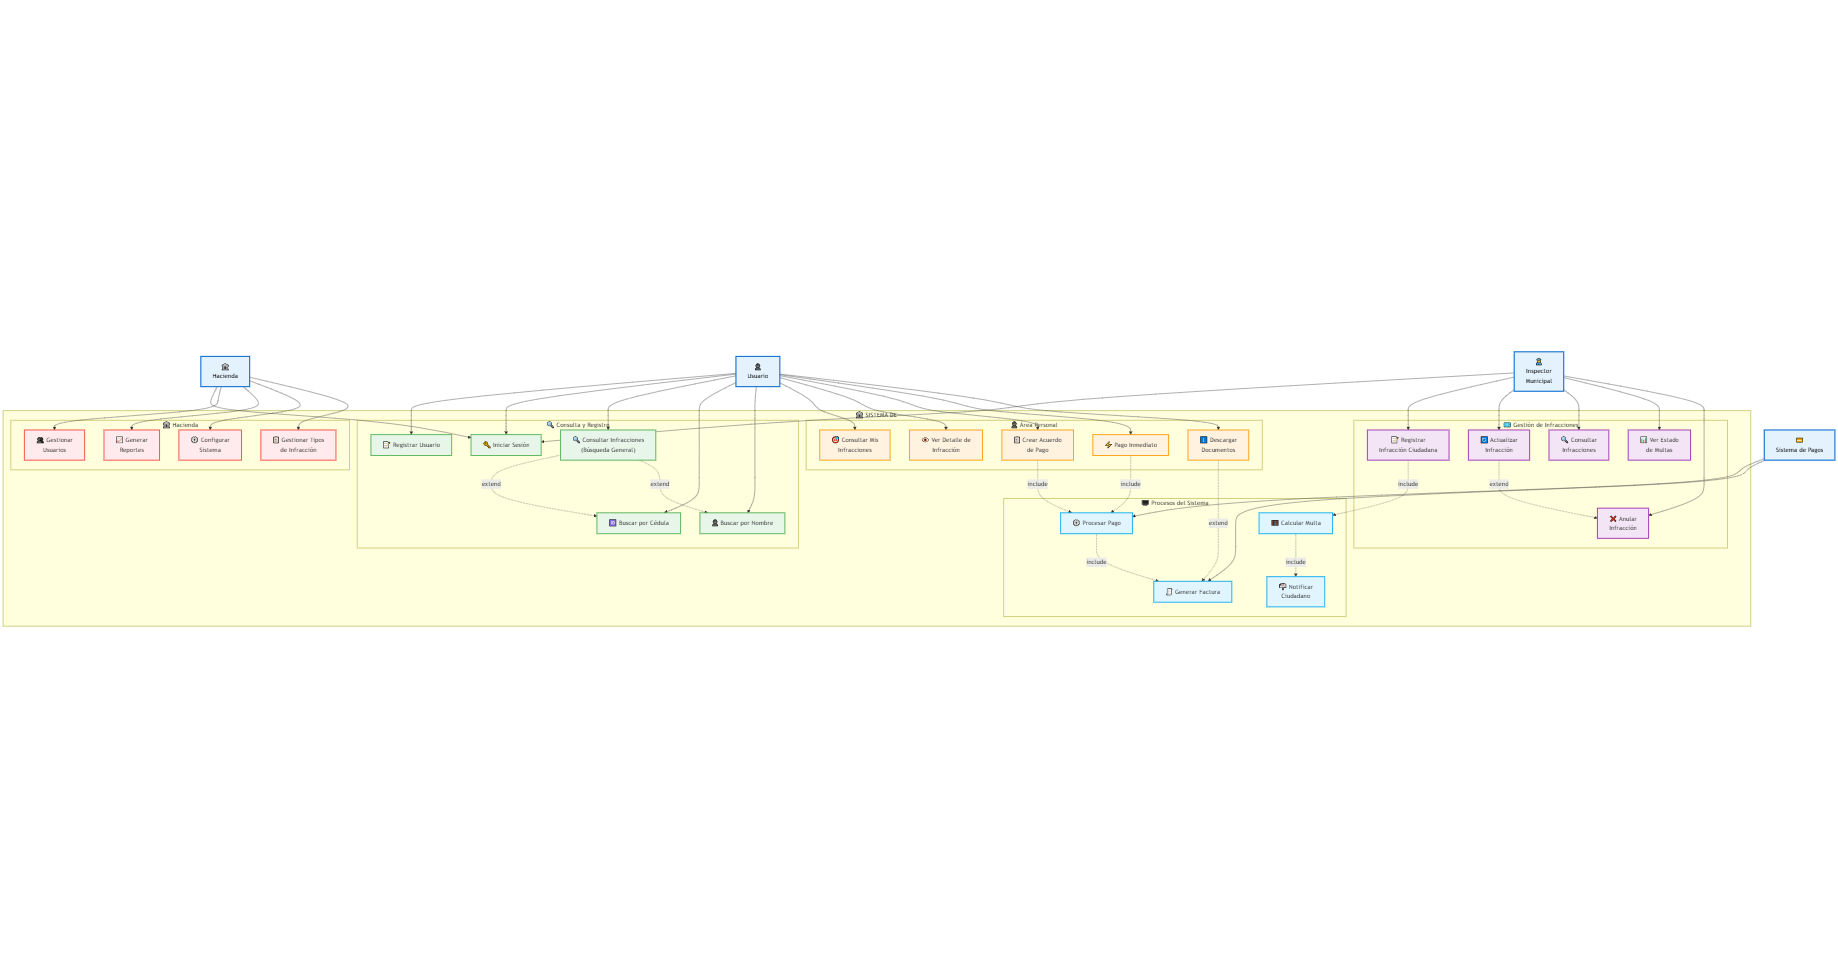 Hacienda
Usuario
Inspector
Municipal
SISTEMA DE
Hacienda
Gestionar
Usuarios
Generar
Reportes
Configurar
Sistema
Gestionar Tipos
de Infracción
Consulta y Registro
Registrar Usuario
Iniciar Sesión
Consultar Infracciones
(Búsqueda General)
extend
extend
Buscar por Cédula
Buscar por Nombre
Área Personal
Consultar Mis
Infracciones
Ver Detalle de
Infracción
Crear Acuerdo
de Pago
Pago Inmediato
Descargar
Documentos
include
include
extend
Procesos del Sistema
Procesar Pago
Calcular Multa
include
include
Generar Factura
Notificar
Ciudadano
Gestión de Infracciones
Registrar
Infracción Ciudadana
Actualizar
Infracción
Consultar
Infracciones
Ver Estado
de Multas
include
extend
Anular
Infracción
Sistema de Pagos